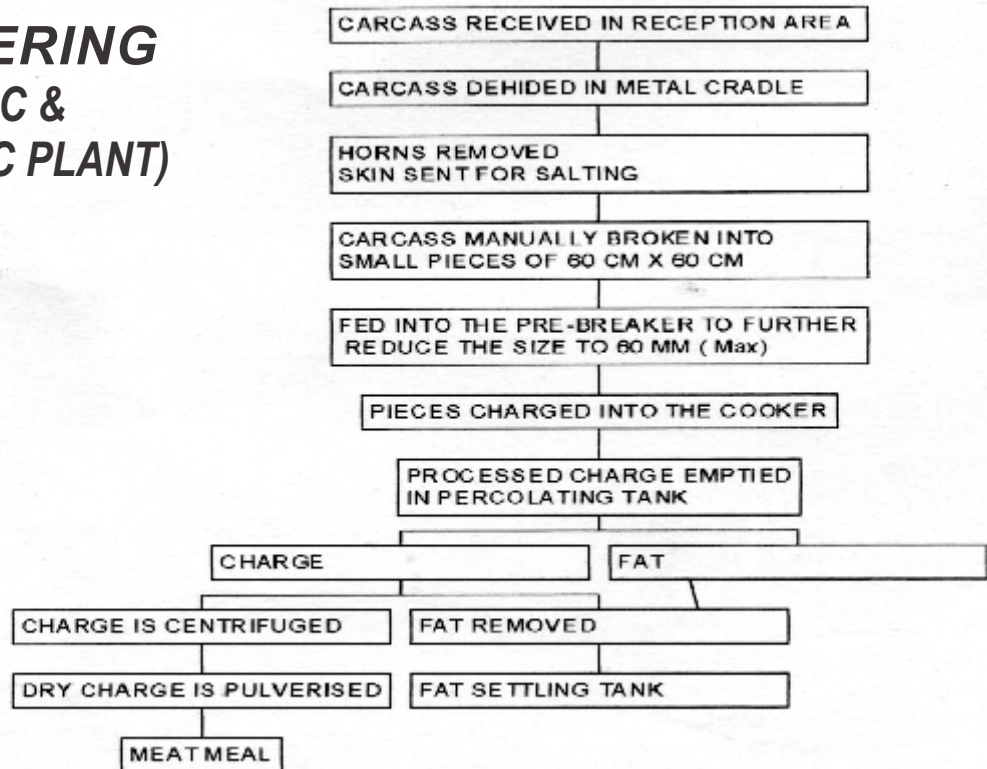 ERING
C &
C PLANT)
CARCASS RECEIVED IN RECEPTION AREA
CARCASS DEHIDED IN METAL CRADLE
HORNS REMOVED
SKIN SENT FOR SALTING
CARCASS MANUALLY BROKEN INTO
SMALL PIECES OF 60 CM X 60 CM
FED INTO THE PRE-BREAKER TO FURTHER
REDUCE THE SIZE TO 60 MM ( Max)
PIECES CHARGED INTO THE COOKER
PROCESSED CHARGE EMPTIED
IN PERCOLATING TANK
CHARGE
FAT
CHARGE IS CENTRIFUGED
FAT REMOVED
DRY CHARGE IS PULVERISED
FAT SETTLING TANK
MEAT MEAL